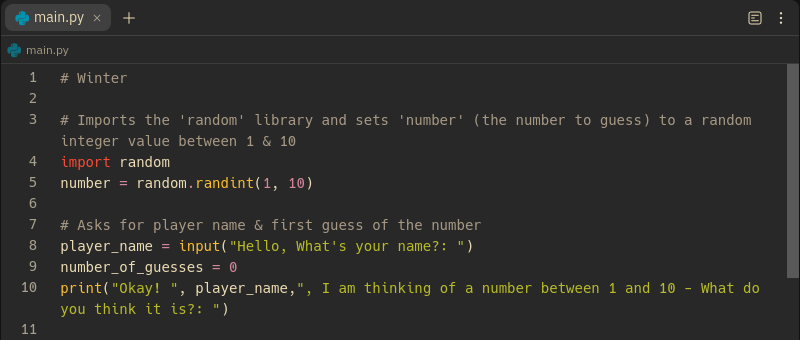 main.py
main.py
1 # Winter
2
3 # Imports the 'random' library and sets 'number' (the number to guess) to a random
integer value between 1 & 10
4 import random
5 number = random.randint(1, 10)
6
7 # Asks for player name & first guess of the number
8 player_name = input("Hello, What's your name?: ")
9 number_of_guesses = 0
10 print("Okay! ", player_name,", I am thinking of a number between 1 and 10 - What do
you think it is?: ")
11